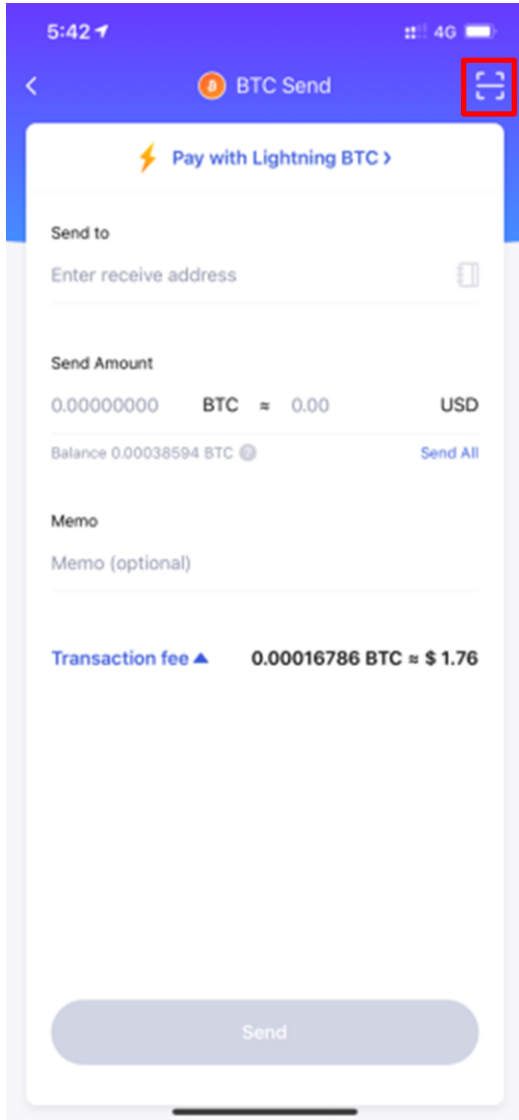 5:42 4G
BTC Send
Pay with Lightning BTC >
Send to
Enter receive address
Send Amount
0.00000000 BTC ≈ 0.00 USD
Balance 0.00038594 BTC ? Send All
Memo
Memo (optional)
Transaction fee ▲ 0.00016786 BTC ≈ $ 1.76
Send